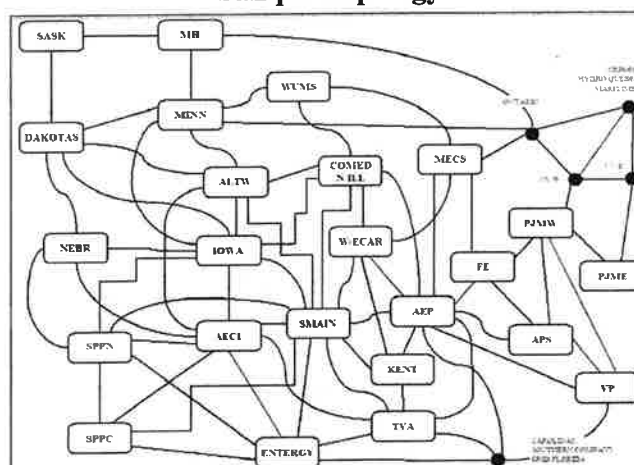 SASK
MH
WUMS
MINN
ONTARIO
DAKOTAS
MECS
COMED
N ILL
ALTW
PJMW
NEBR
IOWA
W-ECAR
FE
PJME
SPPN
AECI
SMAIN
AEP
APS
KENT
VP
SPPC
TVA
ENTERGY